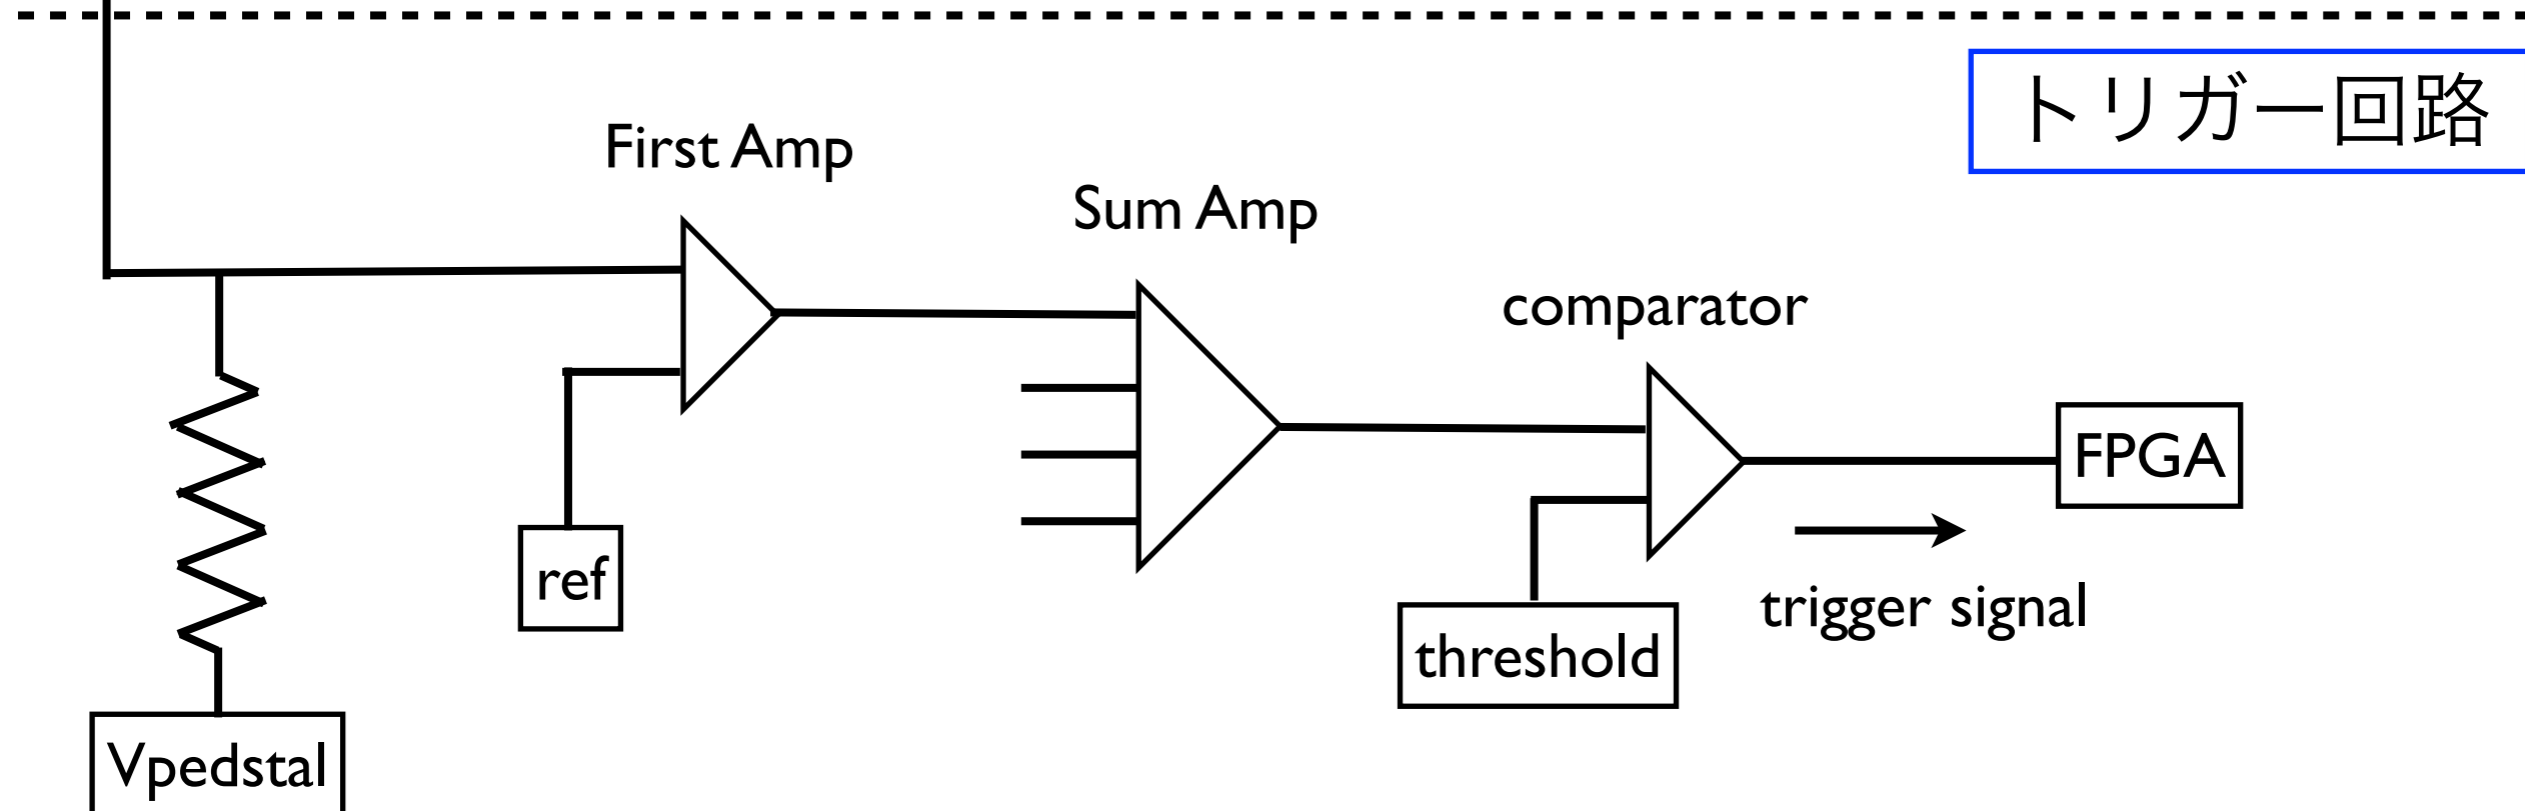 トリガー回路
First Amp
Sum Amp
comparator
FPGA
ref
trigger signal
threshold
Vpedstal